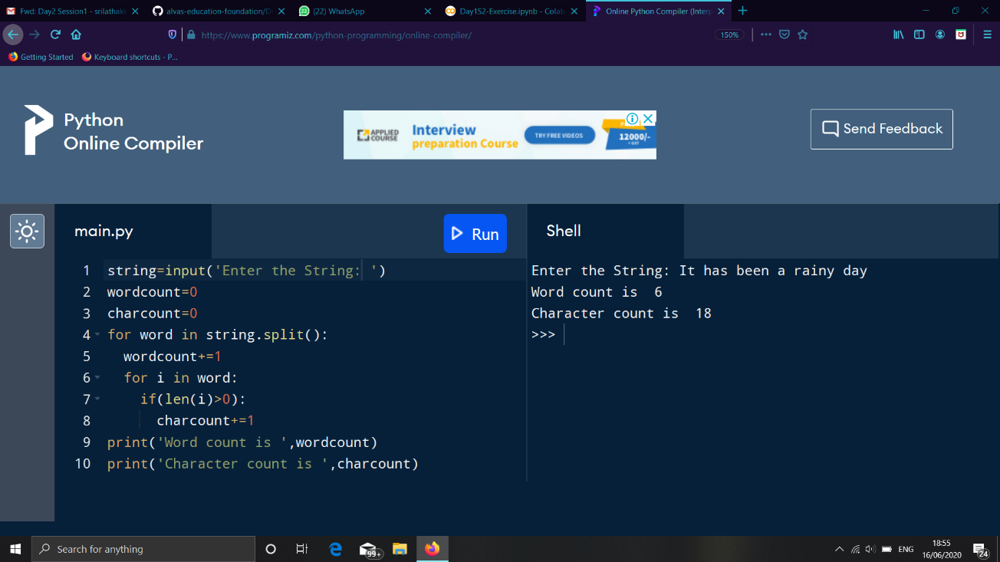 Fwd: Day2 Session1 - srilathakk
alvas-education-foundation/D
(22) WhatsApp
Day1S2-Exercise.ipynb - Colab
Online Python Compiler (Interp
https://www.programiz.com/python-programming/online-compiler/
150%
Getting Started
Keyboard shortcuts - P...
Python
Online Compiler
APPLIED
COURSE
Interview
preparation Course
TRY FREE VIDEOS
12000/-
+ GST
Send Feedback
main.py
Run
Shell
1 string=input('Enter the String: ')
2 wordcount=0
3 charcount=0
4 for word in string.split():
5 wordcount+=1
6 for i in word:
7 if(len(i)>0):
8 charcount+=1
9 print('Word count is ',wordcount)
10 print('Character count is ',charcount)
Enter the String: It has been a rainy day
Word count is  6
Character count is  18
>>>
Search for anything
99+
ENG
18:55
16/06/2020
24